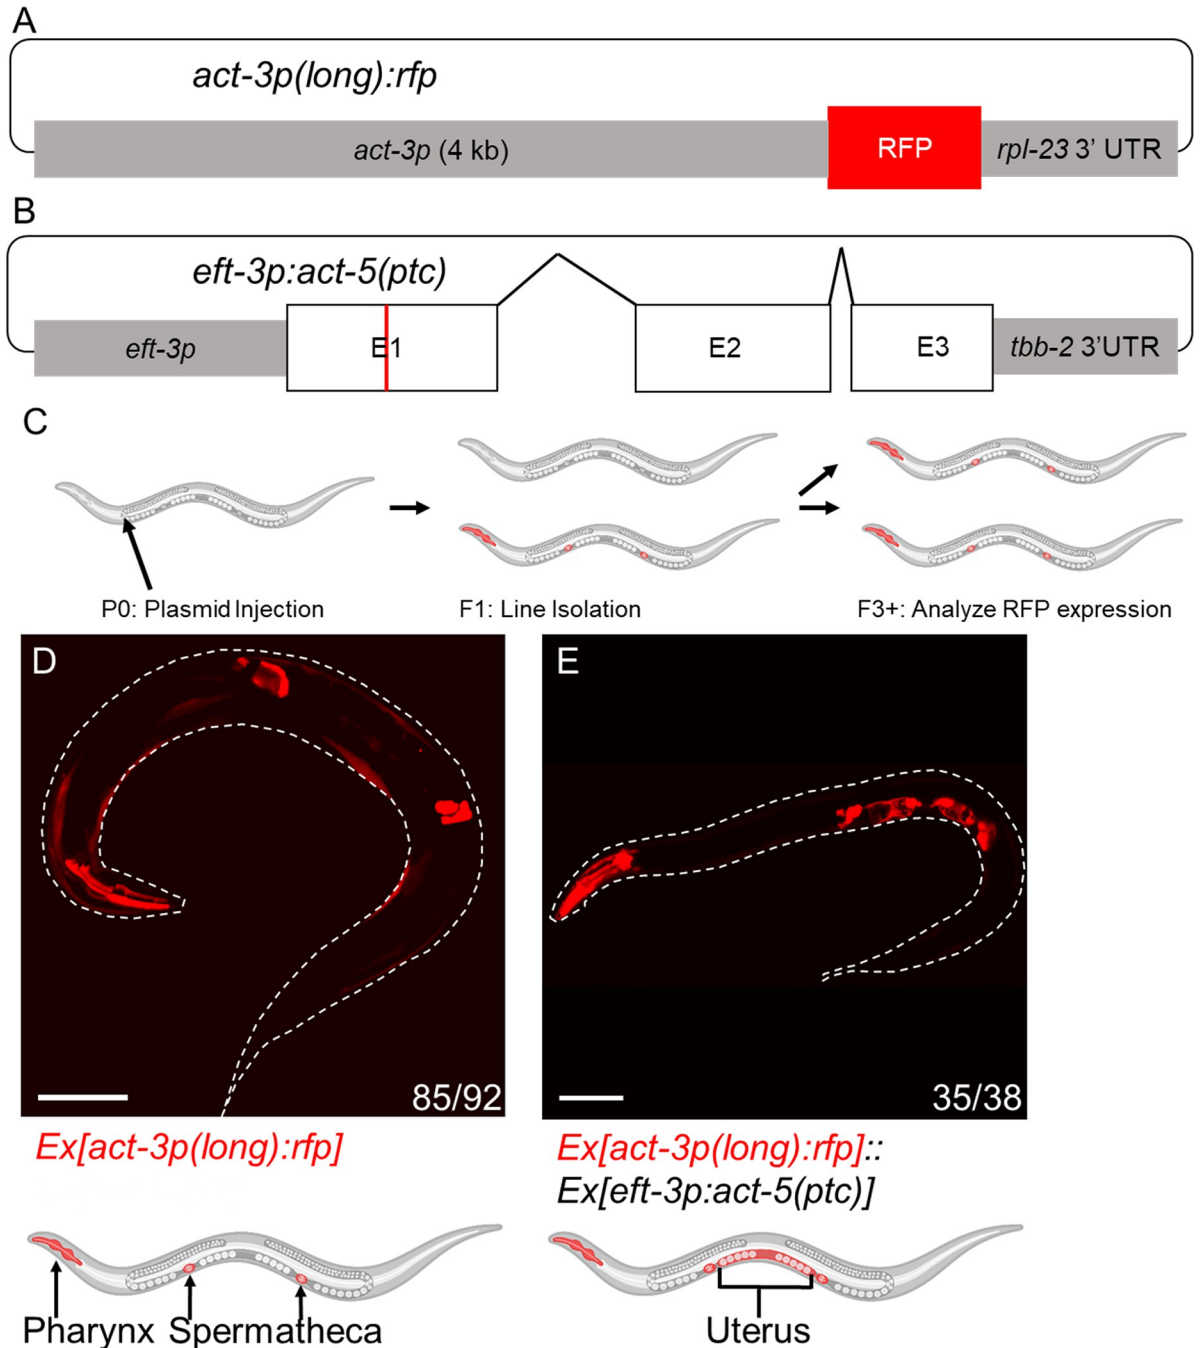 A
act-3p(long):rfp
act-3p (4 kb)
RFP
rpl-23 3’ UTR
B
eft-3p:act-5(ptc)
eft-3p
E1
E2
E3
tbb-2 3’UTR
C
P0: Plasmid Injection
F1: Line Isolation
F3+: Analyze RFP expression
D
85/92
E
35/38
Ex[act-3p(long):rfp]
Ex[act-3p(long):rfp]::
Ex[eft-3p:act-5(ptc)]
Pharynx
Spermatheca
Uterus